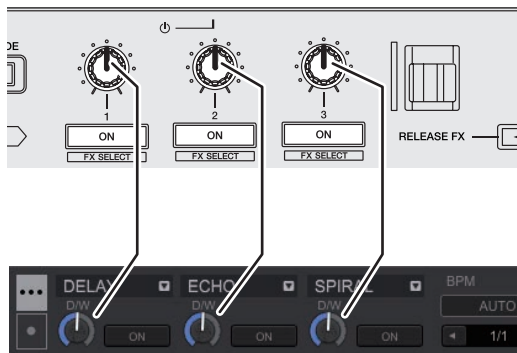 DE
1
2
3
ON
ON
ON
FX SELECT
FX SELECT
FX SELECT
RELEASE FX
DELAY
ECHO
SPIRAL
BPM
D/W
D/W
D/W
AUTO
ON
ON
ON
1/1